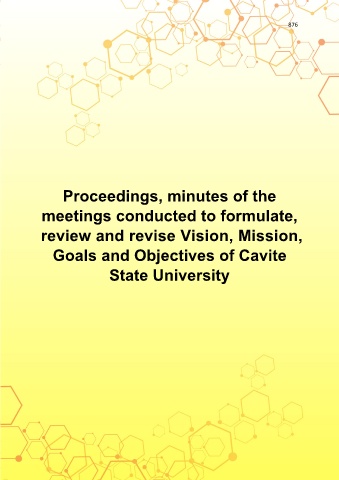 876
Proceedings, minutes of the
meetings conducted to formulate,
review and revise Vision, Mission,
Goals and Objectives of Cavite
State University